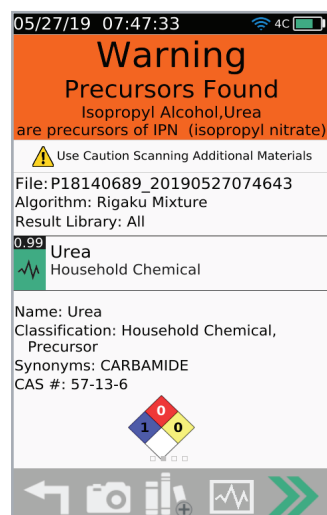 05/27/19 07:47:33 4C
Warning
Precursors Found
Isopropyl Alcohol,Urea
are precursors of IPN (isopropyl nitrate)
Use Caution Scanning Additional Materials
File: P18140689_20190527074643
Algorithm: Rigaku Mixture
Result Library: All
0.99
Urea
Household Chemical
Name: Urea
Classification: Household Chemical,
Precursor
Synonyms: CARBAMIDE
CAS #: 57-13-6
0
1 0